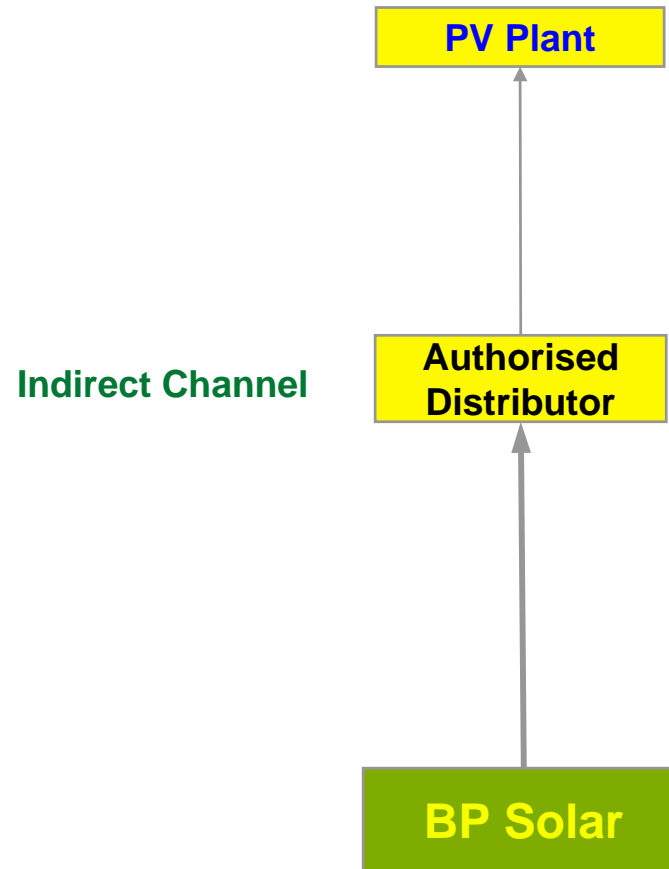 PV Plant
Indirect Channel
Authorised
Distributor
BP Solar